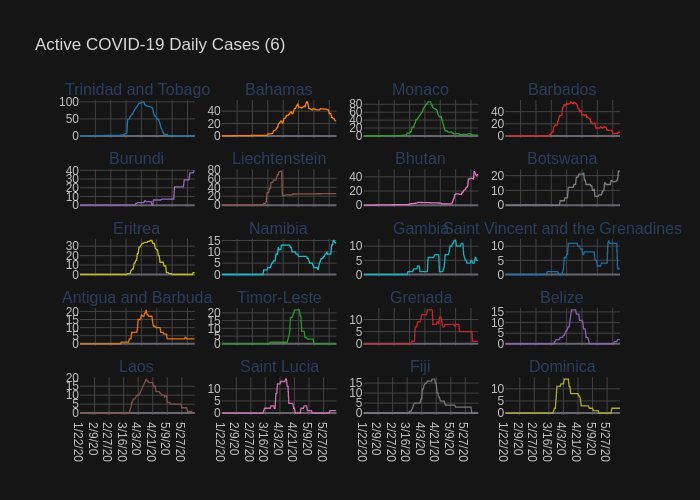 Active COVID-19 Daily Cases (6)
Trinidad and Tobago Bahamas Monaco Barbados
100 50 0
40 20 0
80 60 40 20 0
40 20 0
Burundi Liechtenstein Bhutan Botswana
40 30 20 10 0
80 60 40 20 0
40 20 0
20 10 0
Eritrea Namibia Gambia Saint Vincent and the Grenadines
30 20 10 0
15 10 5 0
10 5 0
10 5 0
Antigua and Barbuda Timor-Leste Grenada Belize
20 15 10 5 0
20 10 0
10 5 0
15 10 5 0
Laos Saint Lucia Fiji Dominica
20 15 10 5 0
10 5 0
15 10 5 0
10 5 0
1/22/20 2/9/20 2/27/20 3/16/20 4/3/20 4/21/20 5/9/20 5/27/20
1/22/20 2/9/20 2/27/20 3/16/20 4/3/20 4/21/20 5/9/20 5/27/20
1/22/20 2/9/20 2/27/20 3/16/20 4/3/20 4/21/20 5/9/20 5/27/20
1/22/20 2/9/20 2/27/20 3/16/20 4/3/20 4/21/20 5/9/20 5/27/20